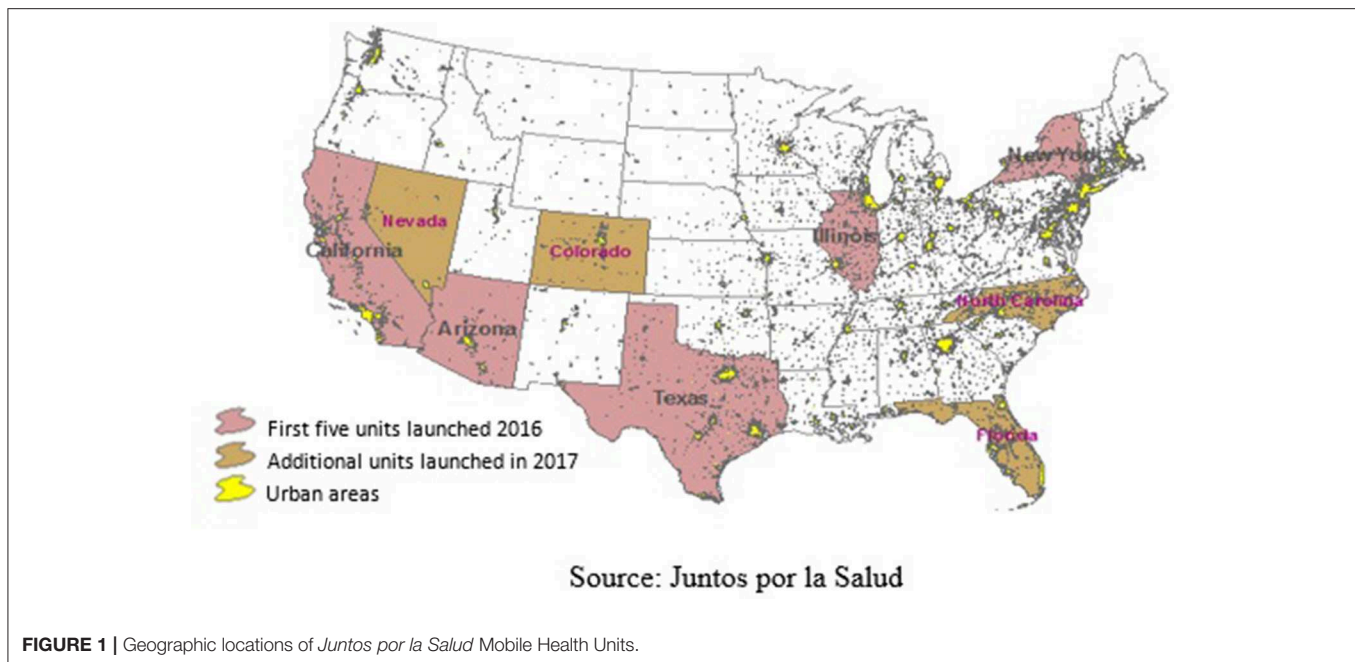 New York
Nevada
California
Colorado
Illinois
North Carolina
Arizona
Texas
Florida
First five units launched 2016
Additional units launched in 2017
Urban areas
Source: Juntos por la Salud
FIGURE 1 | Geographic locations of Juntos por la Salud Mobile Health Units.